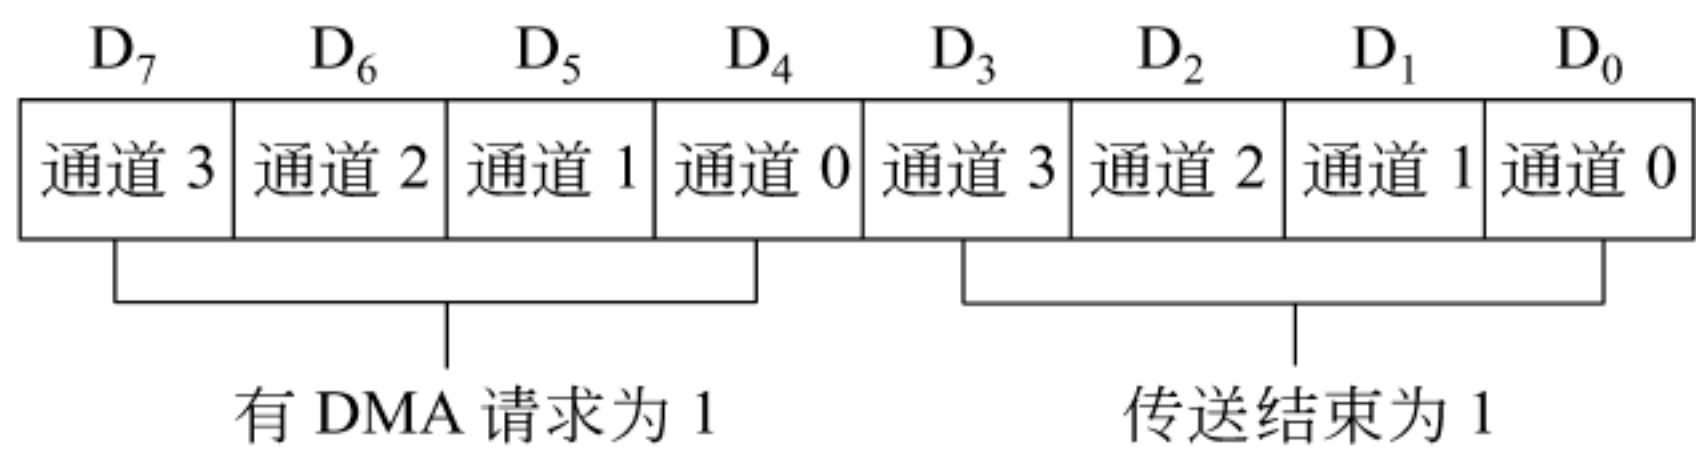 D₇ D₆ D₅ D₄ D₃ D₂ D₁ D₀
通道 3 通道 2 通道 1 通道 0 通道 3 通道 2 通道 1 通道 0
有 DMA 请求为 1 传送结束为 1